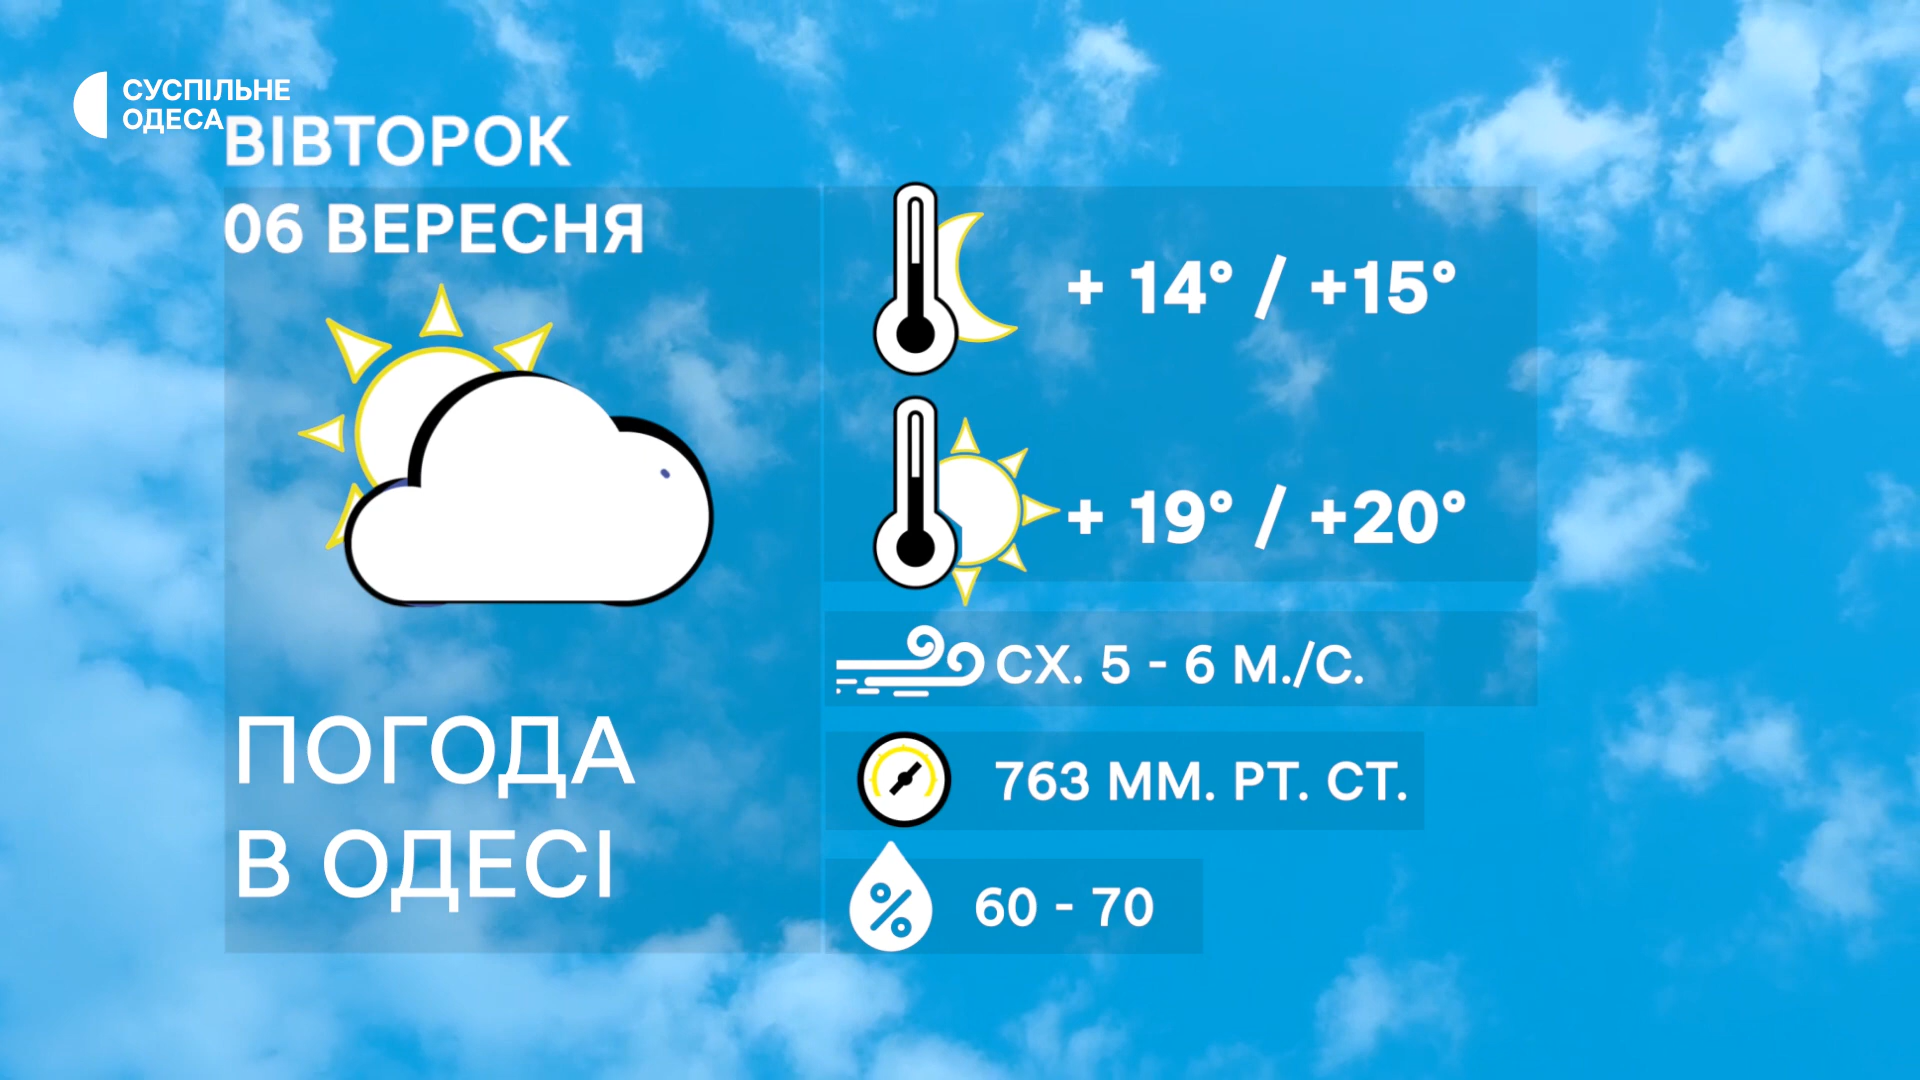 СУСПІЛЬНЕ
ОДЕСА
ВІВТОРОК
06 ВЕРЕСНЯ
+ 14° / +15°
+ 19° / +20°
СХ. 5 - 6 М./С.
763 ММ. РТ. СТ.
% 60 - 70
ПОГОДА
В ОДЕСІ